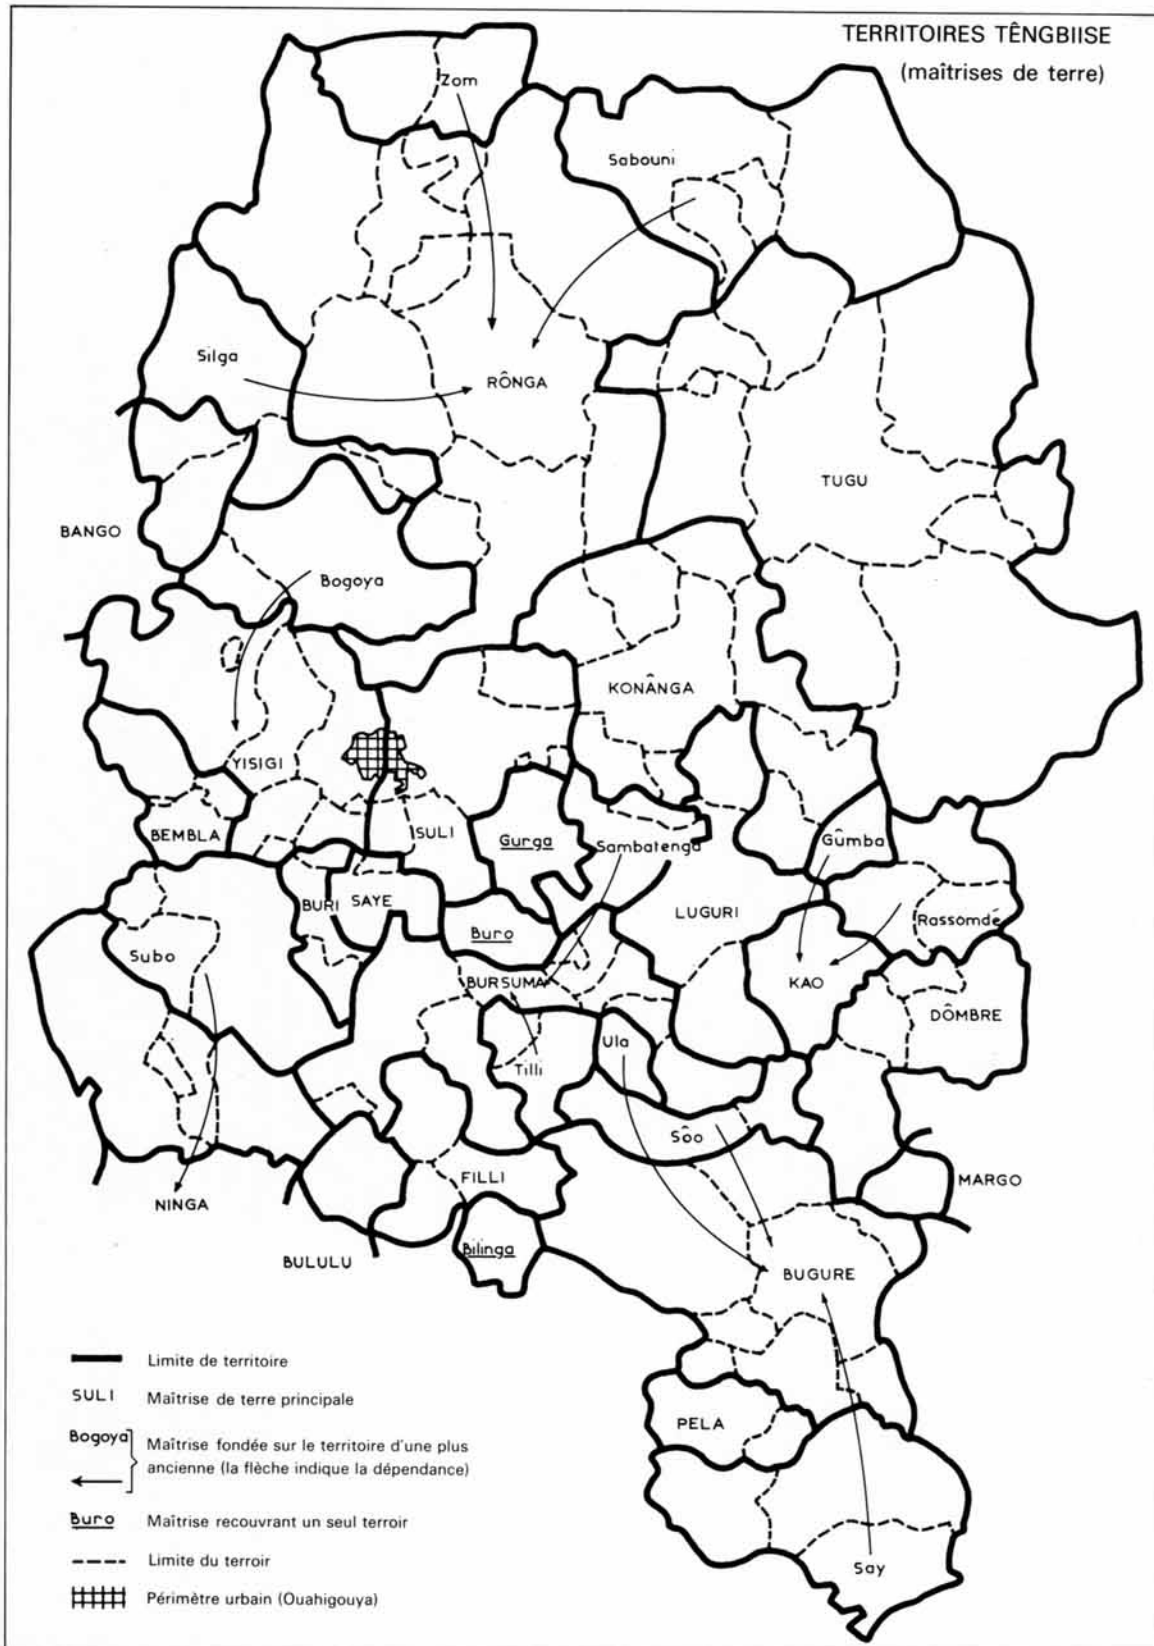 TERRITOIRES TÊNGBIISE
(maîtrises de terre)
Zom
Sabouni
Silga
RÔNGA
TUGU
BANGO
Bogoya
KONÂNGA
YISIGI
BEMBLA
SULI
Gurga
Sambatenga
Gûmba
BURI
SAYE
LUGURI
Rassomdé
Subo
Buro
BURSUMA
KAO
DÔMBRE
Ula
Tilli
Sôo
NINGA
FILLI
MARGO
BULULU
Bilinga
BUGURE
PELA
Say
Limite de territoire
SULI Maîtrise de terre principale
Bogoya Maîtrise fondée sur le territoire d'une plus
ancienne (la flèche indique la dépendance)
Buro Maîtrise recouvrant un seul terroir
Limite du terroir
Périmètre urbain (Ouahigouya)